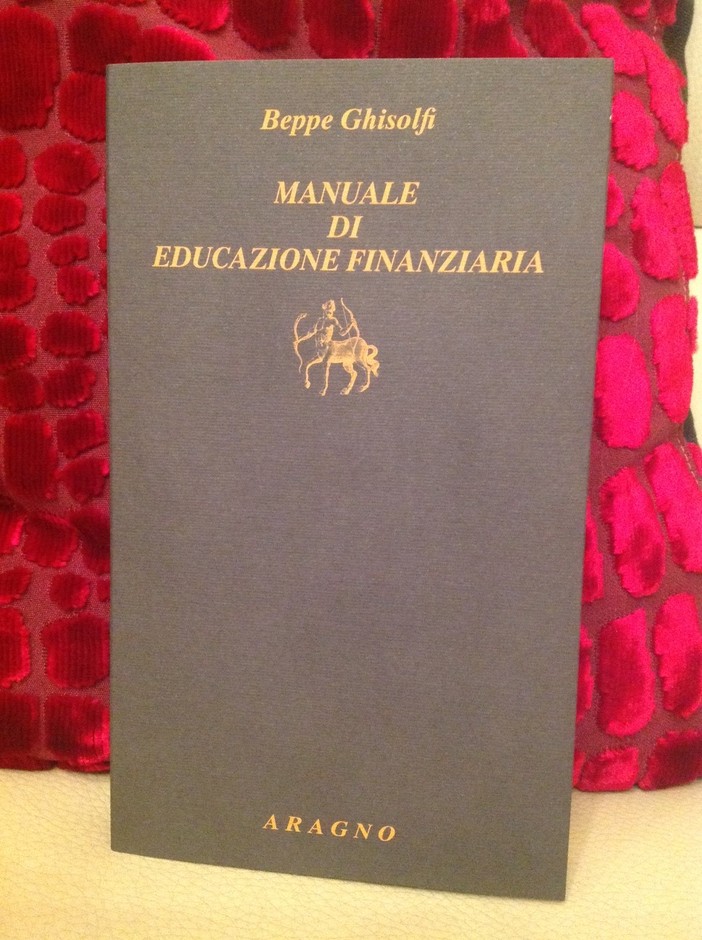 Beppe Ghisolfi
MANUALE
DI
EDUCAZIONE FINANZIARIA
ARAGNO